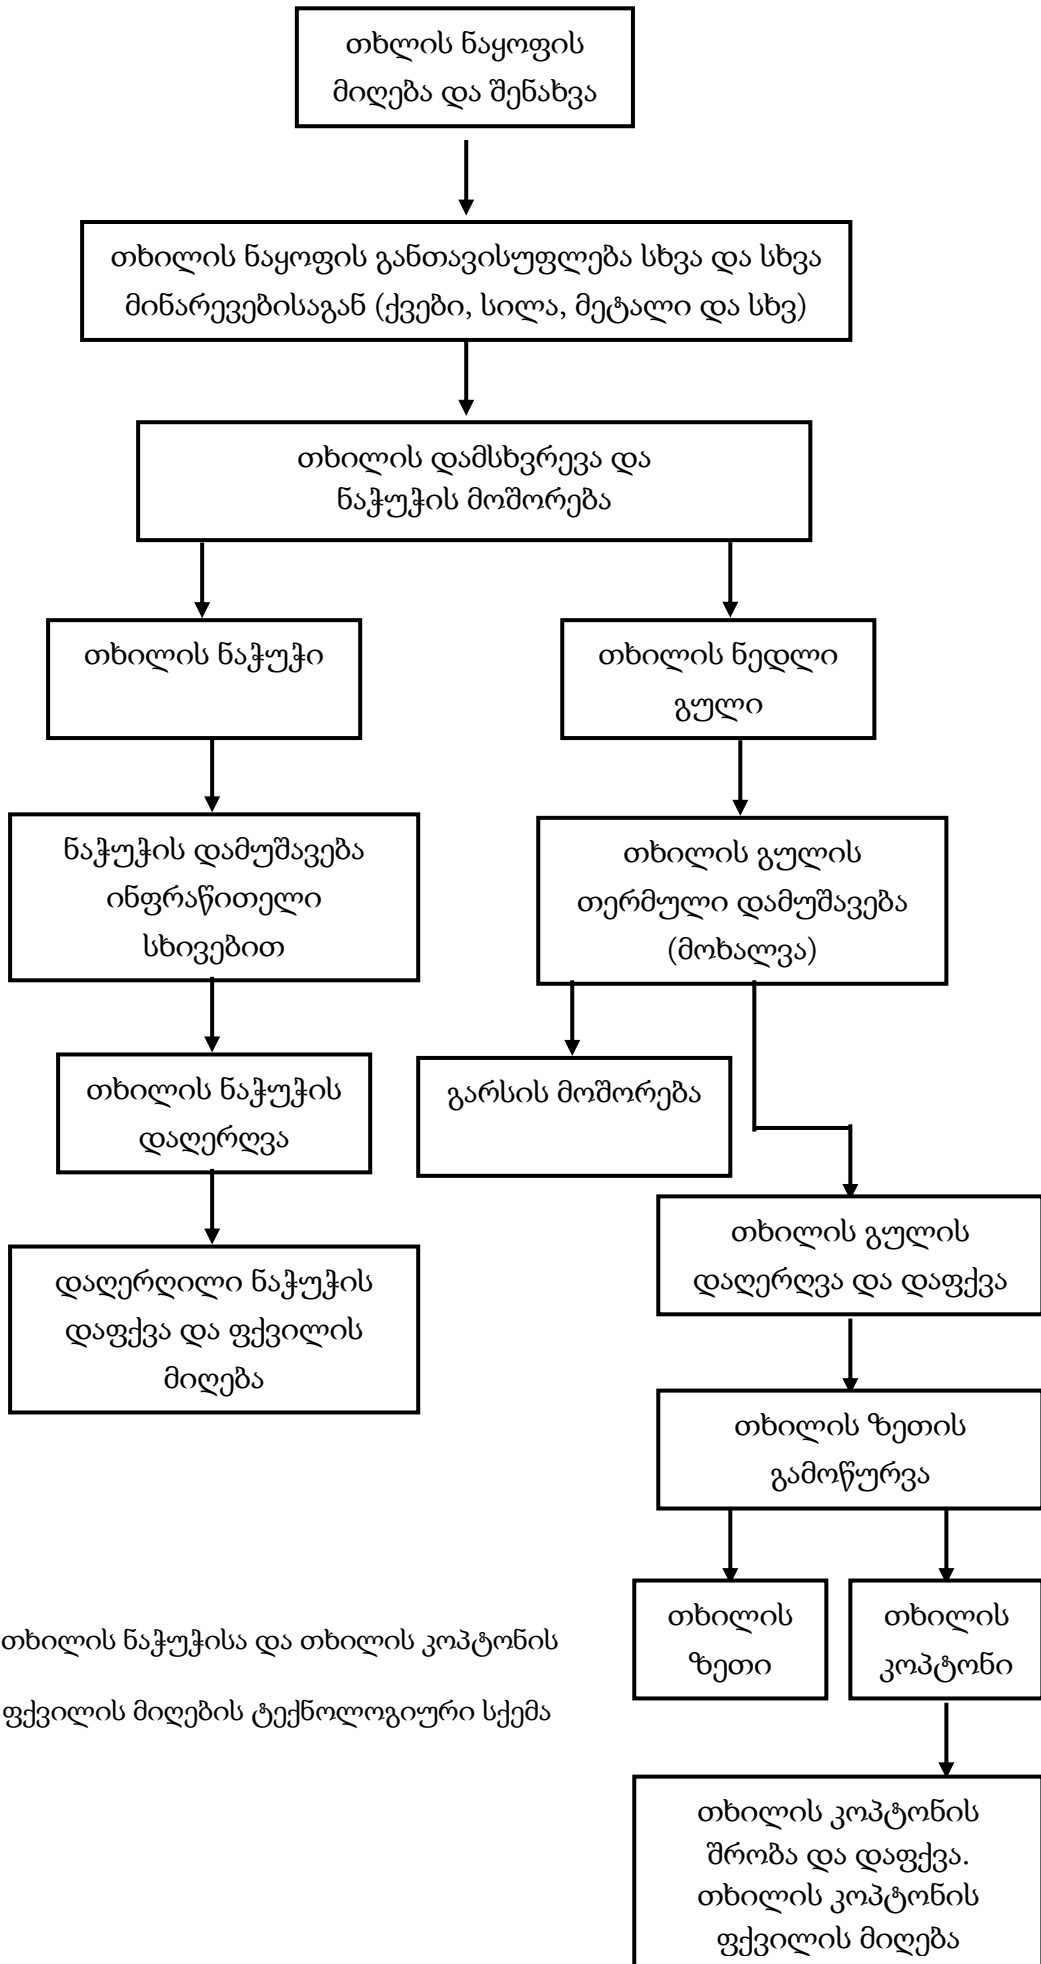 თხლის ნაყოფის
მიღება და შენახვა
თხილის ნაყოფის განთავისუფლება სხვა და სხვა
მინარევებისაგან (ქვები, სილა, მეტალი და სხვ)
თხილის დამსხვრევა და
ნაჭუჭის მოშორება
თხილის ნაჭუჭი
თხილის ნედლი
გული
ნაჭუჭის დამუშავება
ინფრაწითელი
სხივებით
თხილის გულის
თერმული დამუშავება
(მოხალვა)
თხილის ნაჭუჭის
დაღერღვა
გარსის მოშორება
დაღერღილი ნაჭუჭის
დაფქვა და ფქვილის
მიღება
თხილის გულის
დაღერღვა და დაფქვა
თხილის ზეთის
გამოწურვა
თხილის
ზეთი
თხილის
კოპტონი
თხილის ნაჭუჭისა და თხილის კოპტონის
ფქვილის მიღების ტექნოლოგიური სქემა
თხილის კოპტონის
შრობა და დაფქვა.
თხილის კოპტონის
ფქვილის მიღება